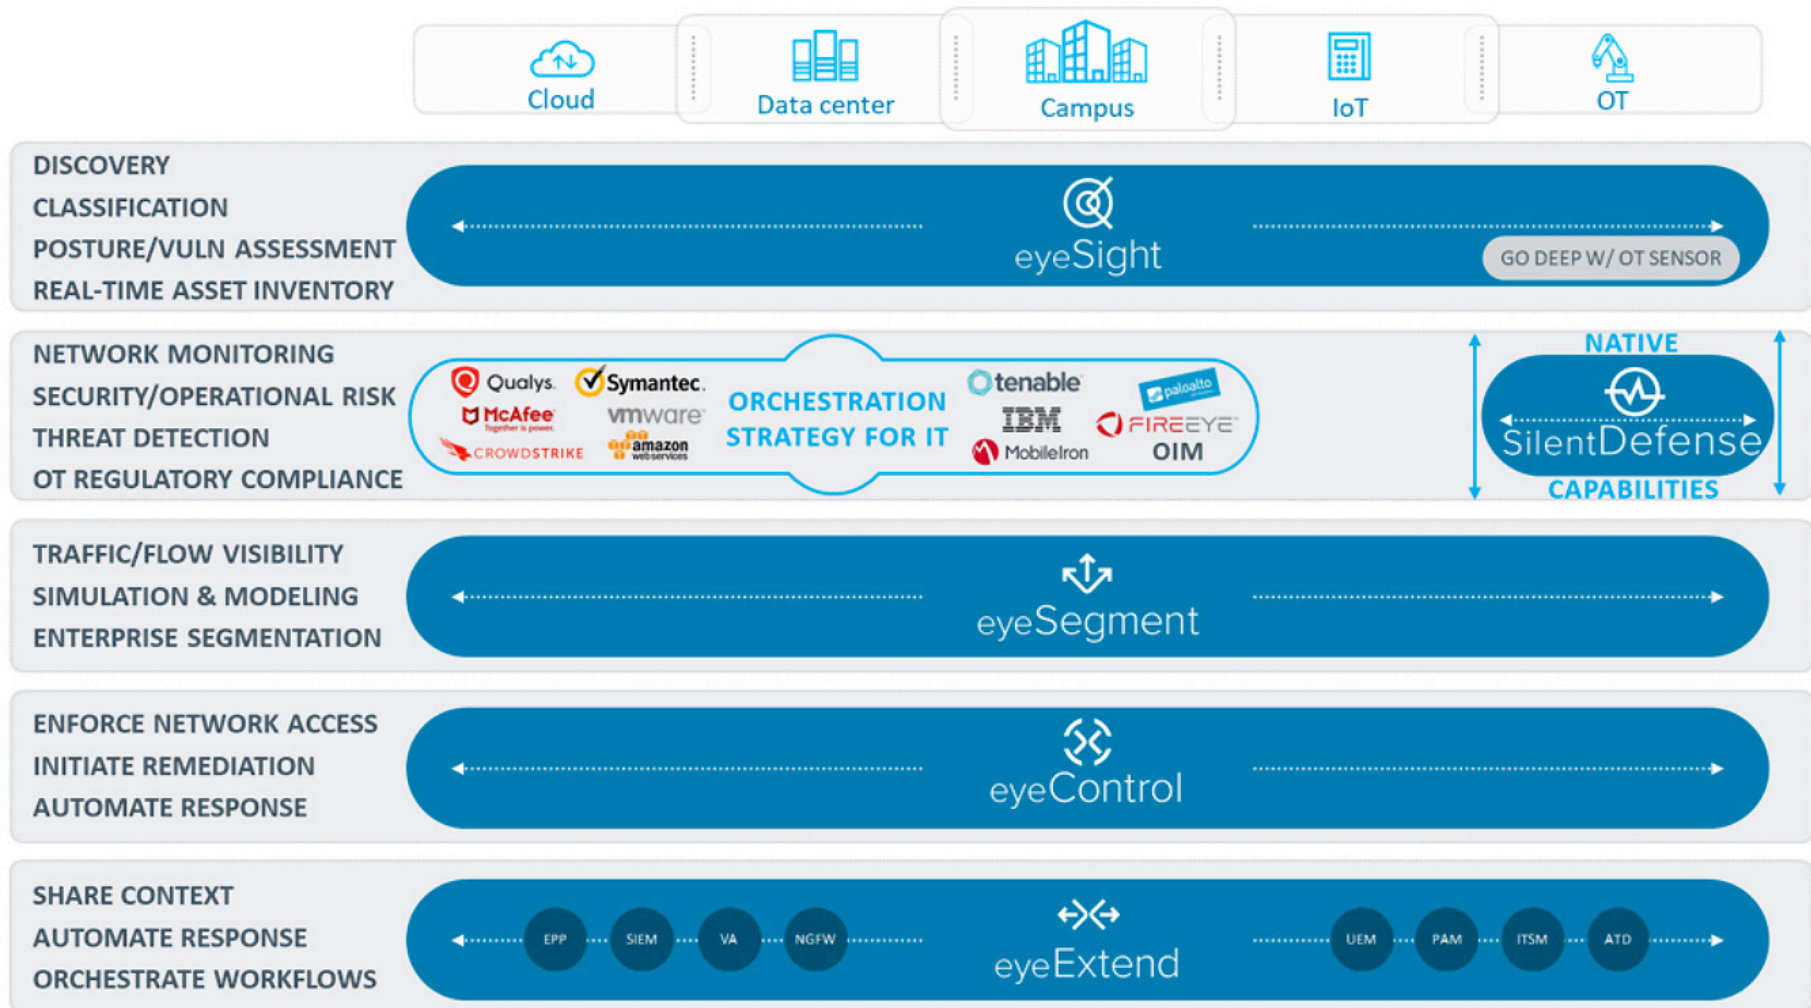 Cloud
Data center
Campus
IoT
OT
DISCOVERY
CLASSIFICATION
POSTURE/VULN ASSESSMENT
REAL-TIME ASSET INVENTORY
eyeSight
GO DEEP W/ OT SENSOR
NETWORK MONITORING
SECURITY/OPERATIONAL RISK
THREAT DETECTION
OT REGULATORY COMPLIANCE
Qualys.
Symantec.
McAfee
Together is power.
vmware
CROWDSTRIKE
amazon
webservices
ORCHESTRATION
STRATEGY FOR IT
tenable
paloalto
IBM
FIREEYE™
MobileIron
OIM
NATIVE
SilentDefense
CAPABILITIES
TRAFFIC/FLOW VISIBILITY
SIMULATION & MODELING
ENTERPRISE SEGMENTATION
eyeSegment
ENFORCE NETWORK ACCESS
INITIATE REMEDIATION
AUTOMATE RESPONSE
eyeControl
SHARE CONTEXT
AUTOMATE RESPONSE
ORCHESTRATE WORKFLOWS
EPP
SIEM
VA
NGFW
eyeExtend
UEM
PAM
ITSM
ATD